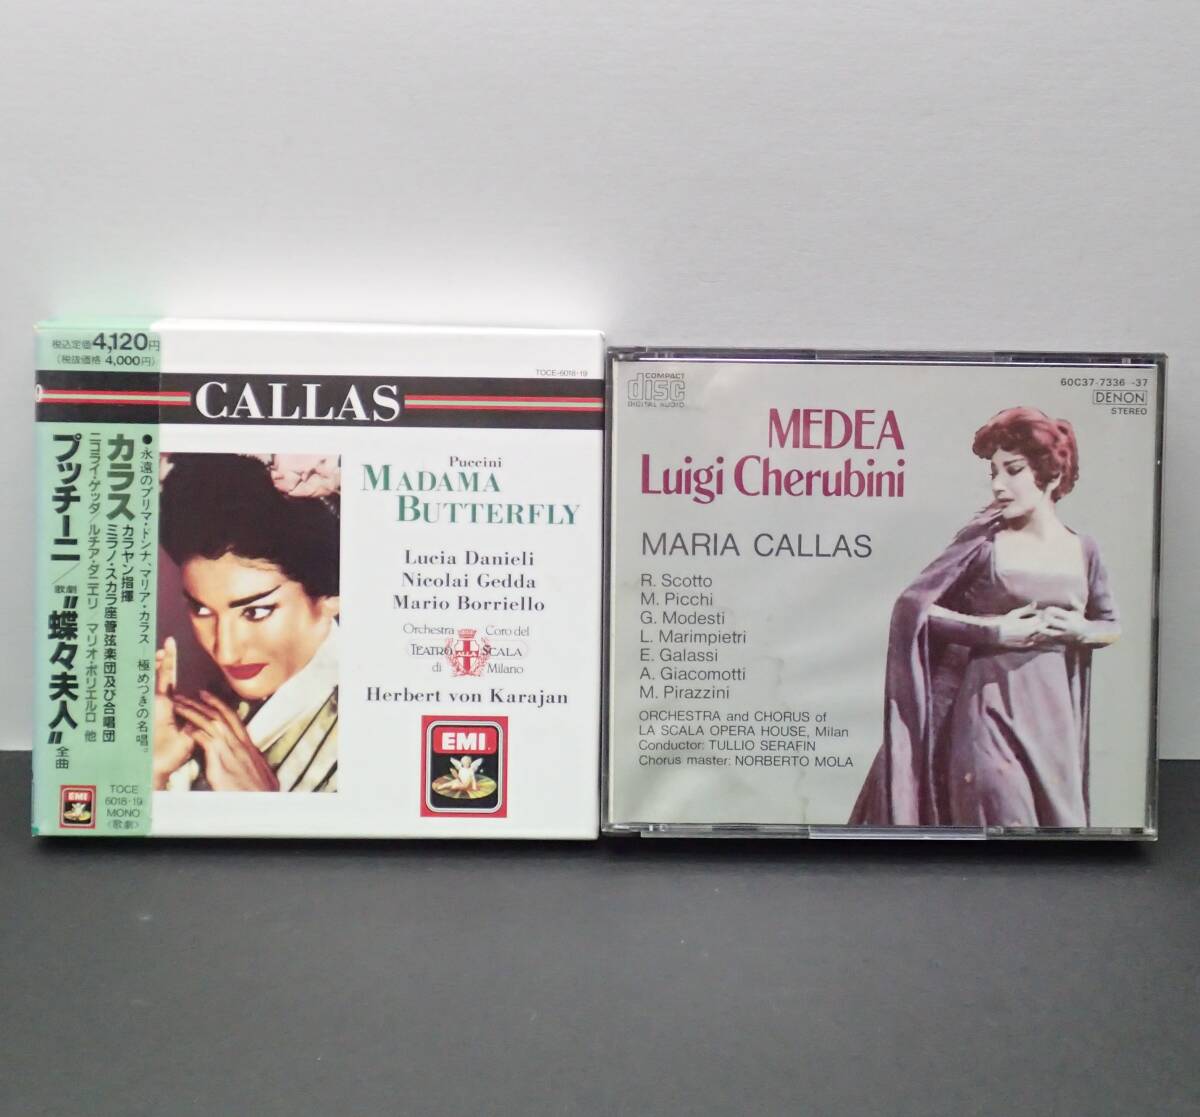 税込定価4,120円
(税抜価格 4,000円)
●永遠のプリマ・ドンナ、マリア・カラス 極めつきの名唱。
カラス
カラヤン指揮
ミラノ・スカラ座管弦楽団及び合唱団
ニコライ・ゲッダ/ルチア・ダニエリ/マリオ・ボリエルロ 他
プッチーニ/歌劇"蝶々夫人"全曲
EMI
TOCE
6018・19
MONO
〈歌劇〉
TOCE-6018・19
CALLAS
Puccini
MADAMA
BUTTERFLY
Lucia Danieli
Nicolai Gedda
Mario Borriello
Orchestra Coro del
TEATRO ALLA SCALA
di Milano
Herbert von Karajan
EMI
COMPACT
disc
DIGITAL AUDIO
60C37-7336→37
DENON
STEREO
MEDEA
Luigi Cherubini
MARIA CALLAS
R. Scotto
M. Picchi
G. Modesti
L. Marimpietri
E. Galassi
A. Giacomotti
M. Pirazzini
ORCHESTRA and CHORUS of
LA SCALA OPERA HOUSE, Milan
Conductor: TULLIO SERAFIN
Chorus master: NORBERTO MOLA